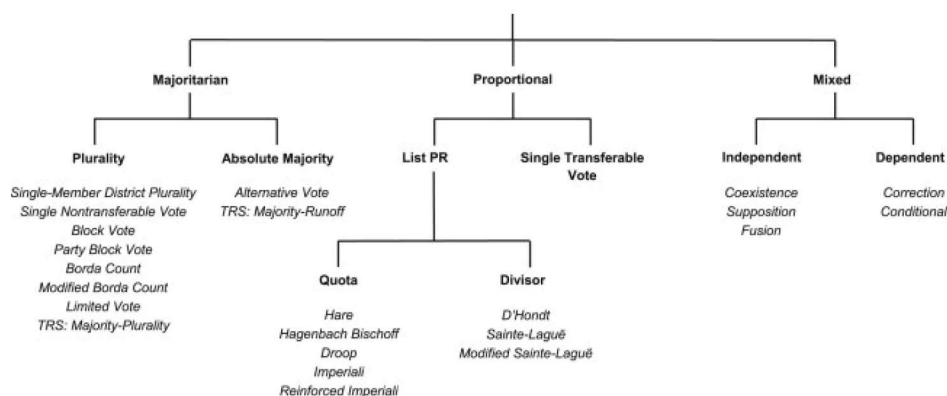 Majoritarian
Proportional
Mixed
Plurality
Absolute Majority
List PR
Single Transferable
Vote
Independent
Dependent
Single-Member District Plurality
Single Nontransferable Vote
Block Vote
Party Block Vote
Borda Count
Modified Borda Count
Limited Vote
TRS: Majority-Plurality
Alternative Vote
TRS: Majority-Runoff
Coexistence
Supposition
Fusion
Correction
Conditional
Quota
Divisor
Hare
Hagenbach Bischoff
Droop
Imperiali
Reinforced Imperiali
D'Hondt
Sainte-Laguë
Modified Sainte-Laguë